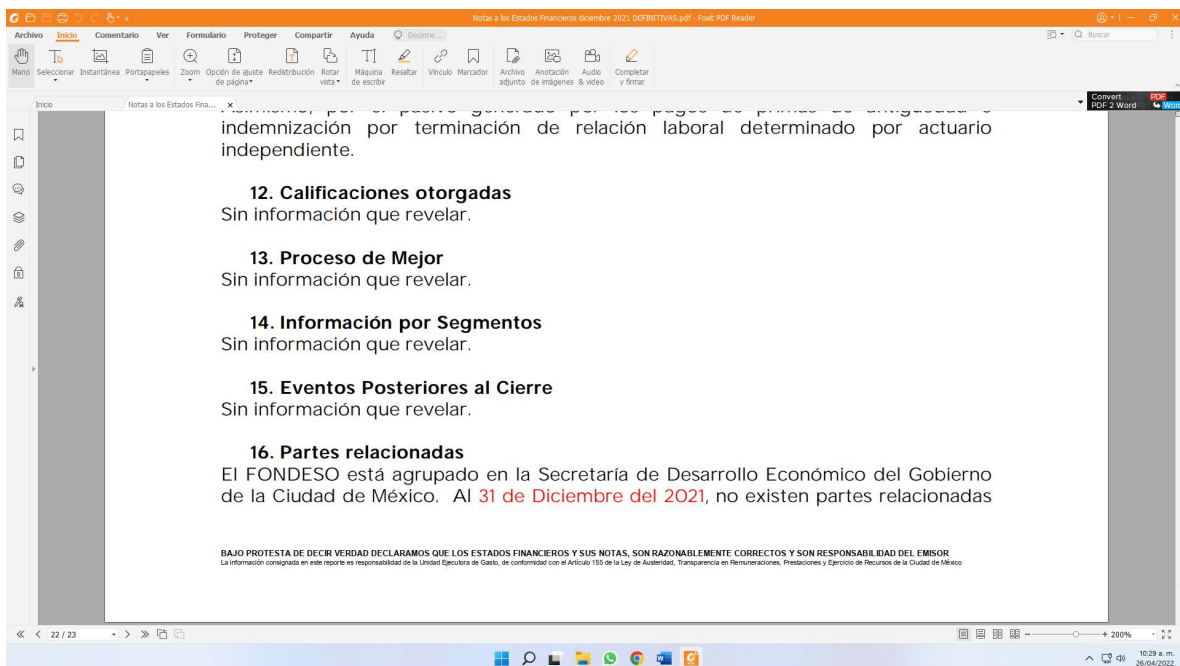 Notas a los Estados Financieros diciembre 2021 DEFINITIVAS.pdf - Foxit PDF Reader
Archivo Inicio Comentario Ver Formulario Proteger Compartir Ayuda Decirme... Buscar
Mano Seleccionar Instantánea Portapapeles Zoom Opción de ajuste de página Redistribución Rotar vista Máquina de escribir Resaltar Vínculo Marcador Archivo adjunto Anotación de imágenes Audio & video Completar y firmar
Inicio Notas a los Estados Fina... x
Convert PDF
PDF 2 Word
indemnización por terminación de relación laboral determinado por actuario
independiente.
12. Calificaciones otorgadas
Sin información que revelar.
13. Proceso de Mejor
Sin información que revelar.
14. Información por Segmentos
Sin información que revelar.
15. Eventos Posteriores al Cierre
Sin información que revelar.
16. Partes relacionadas
El FONDESO está agrupado en la Secretaría de Desarrollo Económico del Gobierno
de la Ciudad de México. Al 31 de Diciembre del 2021, no existen partes relacionadas
BAJO PROTESTA DE DECIR VERDAD DECLARAMOS QUE LOS ESTADOS FINANCIEROS Y SUS NOTAS, SON RAZONABLEMENTE CORRECTOS Y SON RESPONSABILIDAD DEL EMISOR
La información consignada en este reporte es responsabilidad de la Unidad Ejecutora de Gasto, de conformidad con el Artículo 155 de la Ley de Austeridad, Transparencia en Remuneraciones, Prestaciones y Ejercicio de Recursos de la Ciudad de México
22 / 23 200%
10:29 a. m.
26/04/2022